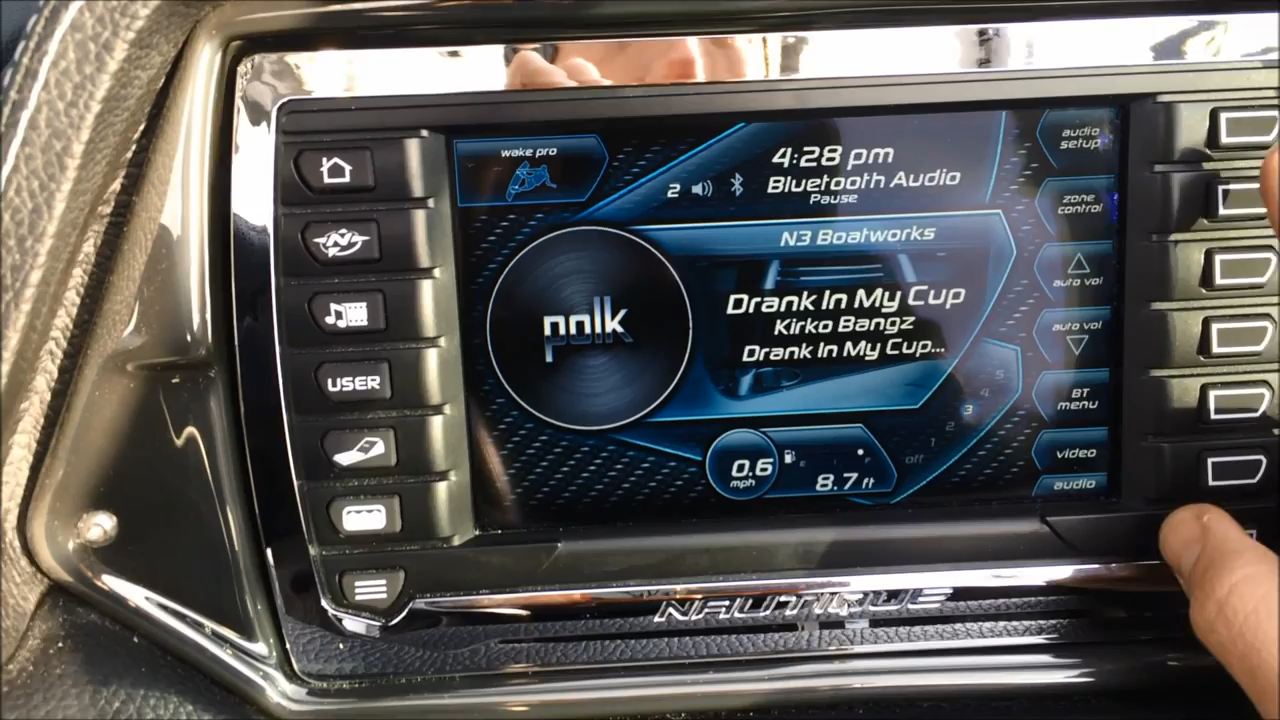 wake pro
4:28 pm
2
Bluetooth Audio
Pause
N3 Boatworks
polk
Drank In My Cup
Kirko Bangz
Drank In My Cup...
0.6
mph
E
F
8.7 ft
5
4
3
2
1
off
audio
setup
zone
control
auto vol
auto vol
BT
menu
video
audio
N
USER
NAUTIQUE